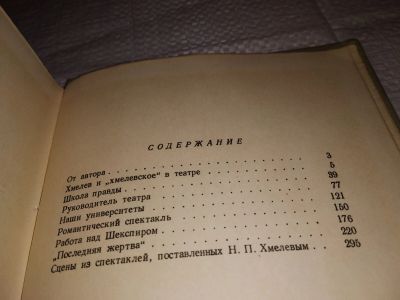 СОДЕРЖАНИЕ
От автора . . . . . . . . . . . . . . 3
Хмелев и „хмелевское" в театре . . . . . . . 5
Школа правды . . . . . . . . . . . . . 39
Руководитель театра . . . . . . . . . . . 77
Наши университеты . . . . . . . . . . . 121
Романтический спектакль . . . . . . . . . 150
Работа над Шекспиром . . . . . . . . . . 176
„Последняя жертва" . . . . . . . . . . . 220
Сцены из спектаклей, поставленных Н. П. Хмелевым . . 295